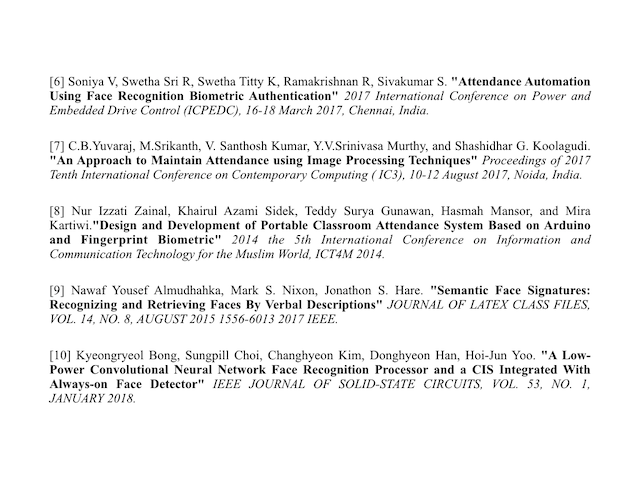 [6] Soniya V, Swetha Sri R, Swetha Titty K, Ramakrishnan R, Sivakumar S. "Attendance Automation
Using Face Recognition Biometric Authentication" 2017 International Conference on Power and
Embedded Drive Control (ICPEDC), 16-18 March 2017, Chennai, India.
[7] C.B.Yuvaraj, M.Srikanth, V. Santhosh Kumar, Y.V.Srinivasa Murthy, and Shashidhar G. Koolagudi.
"An Approach to Maintain Attendance using Image Processing Techniques" Proceedings of 2017
Tenth International Conference on Contemporary Computing ( IC3), 10-12 August 2017, Noida, India.
[8] Nur Izzati Zainal, Khairul Azami Sidek, Teddy Surya Gunawan, Hasmah Mansor, and Mira
Kartiwi."Design and Development of Portable Classroom Attendance System Based on Arduino
and Fingerprint Biometric" 2014 the 5th International Conference on Information and
Communication Technology for the Muslim World, ICT4M 2014.
[9] Nawaf Yousef Almudhahka, Mark S. Nixon, Jonathon S. Hare. "Semantic Face Signatures:
Recognizing and Retrieving Faces By Verbal Descriptions" JOURNAL OF LATEX CLASS FILES,
VOL. 14, NO. 8, AUGUST 2015 1556-6013 2017 IEEE.
[10] Kyeongryeol Bong, Sungpill Choi, Changhyeon Kim, Donghyeon Han, Hoi-Jun Yoo. "A Low-
Power Convolutional Neural Network Face Recognition Processor and a CIS Integrated With
Always-on Face Detector" IEEE JOURNAL OF SOLID-STATE CIRCUITS, VOL. 53, NO. 1,
JANUARY 2018.